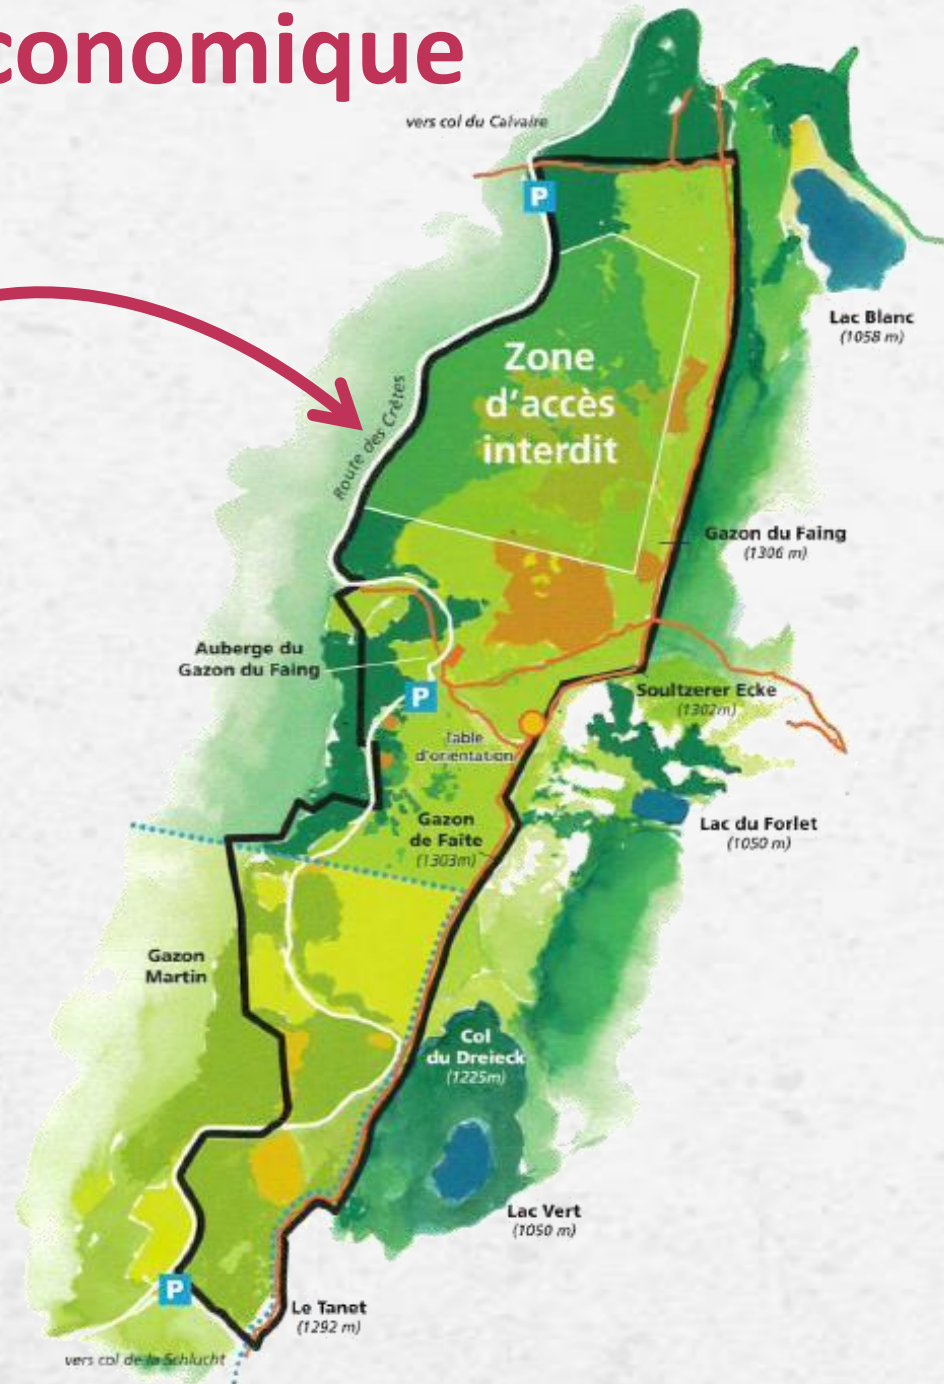 conomique
vers col du Calvaire
P
Lac Blanc
(1058 m)
Zone
d'accès
interdit
Route des Crêtes
Gazon du Faing
(1306 m)
Auberge du
Gazon du Faing
P
Soultzerer Ecke
(1302m)
Table
d'orientation
Gazon
de Faîte
(1303m)
Lac du Forlet
(1050 m)
Gazon
Martin
Col
du Dreieck
(1225m)
Lac Vert
(1050 m)
P
Le Tanet
(1292 m)
vers col de la Schlucht